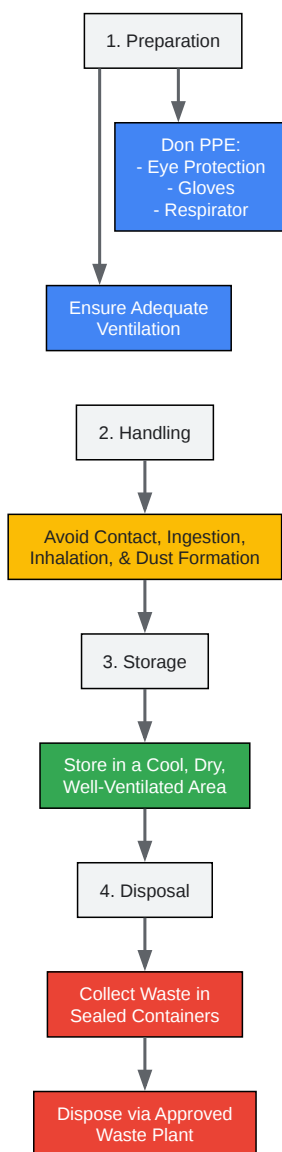 1. Preparation
Don PPE:
- Eye Protection
- Gloves
- Respirator
Ensure Adequate
Ventilation
2. Handling
Avoid Contact, Ingestion,
Inhalation, & Dust Formation
3. Storage
Store in a Cool, Dry,
Well-Ventilated Area
4. Disposal
Collect Waste in
Sealed Containers
Dispose via Approved
Waste Plant